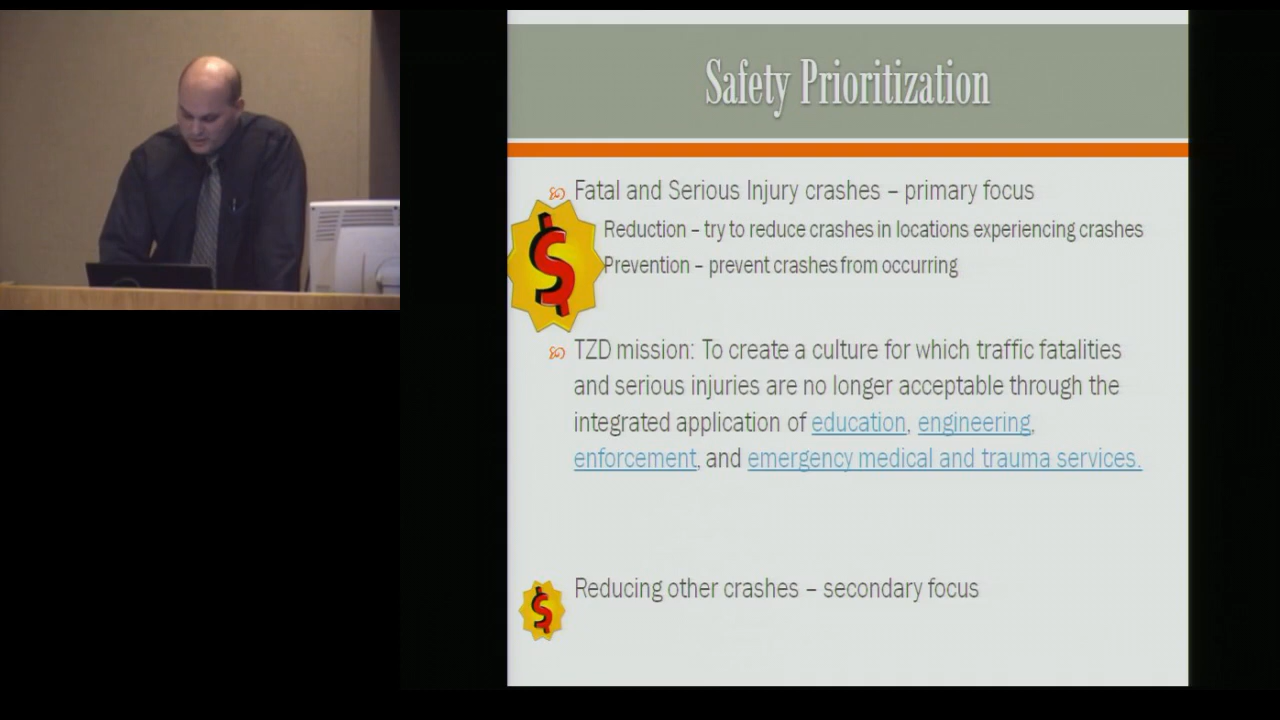 Safety Prioritization
Fatal and Serious Injury crashes – primary focus
Reduction – try to reduce crashes in locations experiencing crashes
Prevention – prevent crashes from occurring
$
TZD mission: To create a culture for which traffic fatalities
and serious injuries are no longer acceptable through the
integrated application of education, engineering,
enforcement, and emergency medical and trauma services.
Reducing other crashes – secondary focus
$